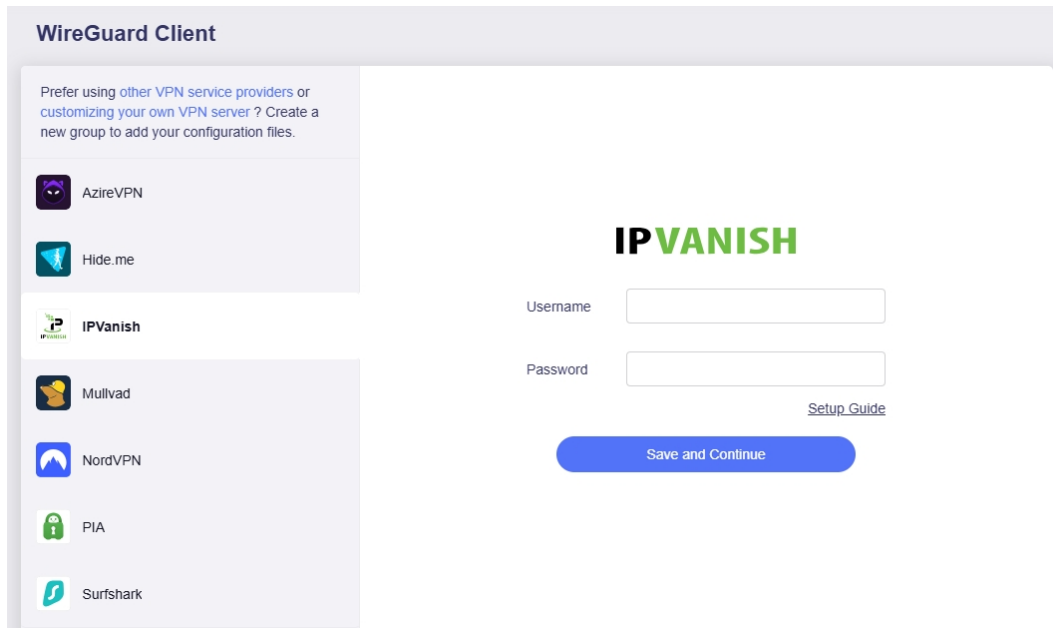 WireGuard Client
Prefer using other VPN service providers or
customizing your own VPN server ? Create a
new group to add your configuration files.
AzireVPN
Hide.me
IPVANISH
IPVanish
Mullvad
NordVPN
PIA
Surfshark
IPVANISH
Username
Password
Setup Guide
Save and Continue